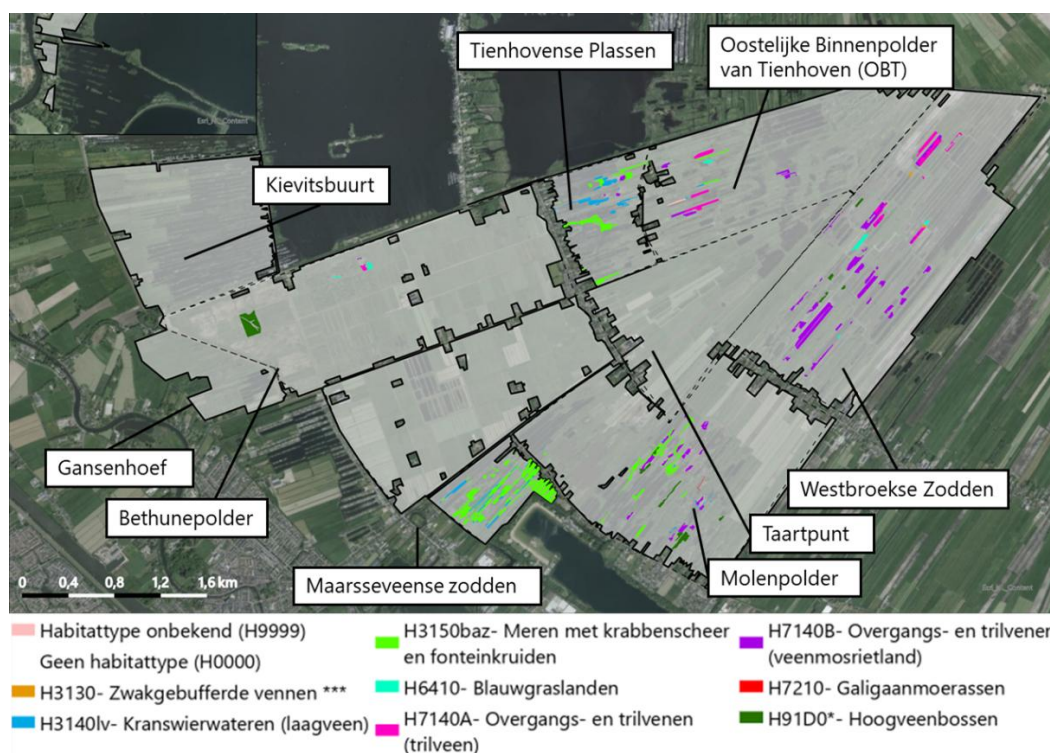 Tienhovense Plassen
Oostelijke Binnenpolder
van Tienhoven (OBT)
Kievitsbuurt
Gansenhoef
Bethunepolder
Maarsseveense zodden
Westbroekse Zodden
Taartpunt
Molenpolder
0 0,4 0,8 1,2 1,6 km
Habitattype onbekend (H9999)
Geen habitattype (H0000)
H3130- Zwakgebufferde vennen ***
H3140lv- Kranswierwateren (laagveen)
H3150baz- Meren met krabbenscheer
en fonteinkruiden
H6410- Blauwgraslanden
H7140A- Overgangs- en trilvenen
(trilveen)
H7140B- Overgangs- en trilvenen
(veenmosrietland)
H7210- Galigaanmoerassen
H91D0*- Hoogveenbossen